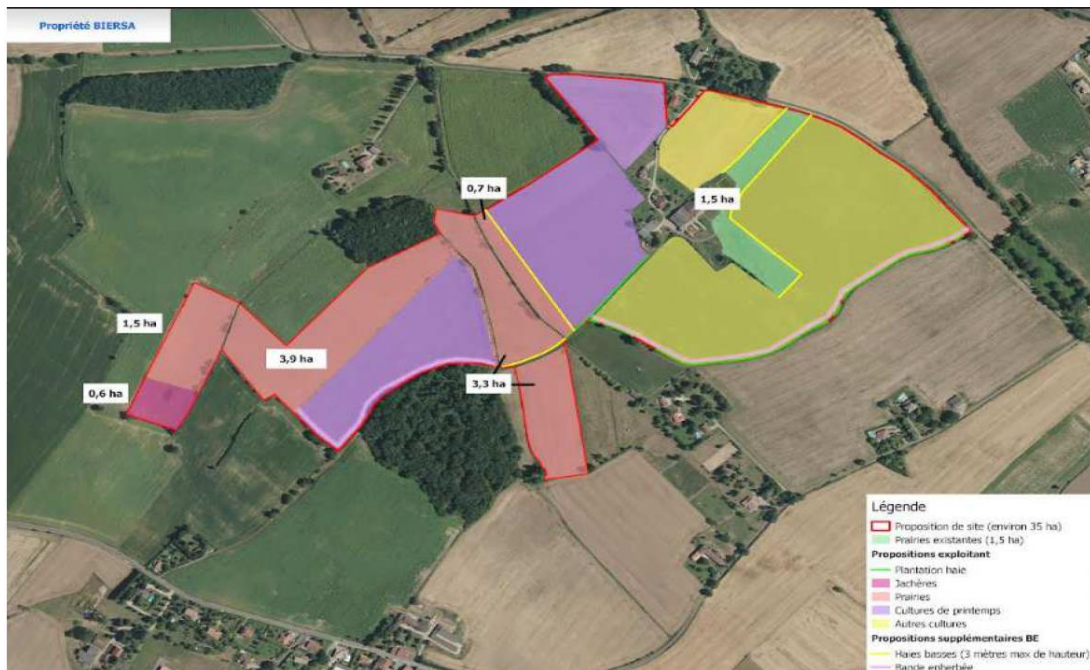 Propriété BIERSA
0,7 ha
1,5 ha
1,5 ha
3,9 ha
3,3 ha
0,6 ha
Légende
Proposition de site (environ 35 ha)
Prairies existantes (1,5 ha)
Propositions exploitant
Plantation haie
Jachères
Prairies
Cultures de printemps
Autres cultures
Propositions supplémentaires BE
Haies basses (3 mètres max de hauteur)
Bande enherbée